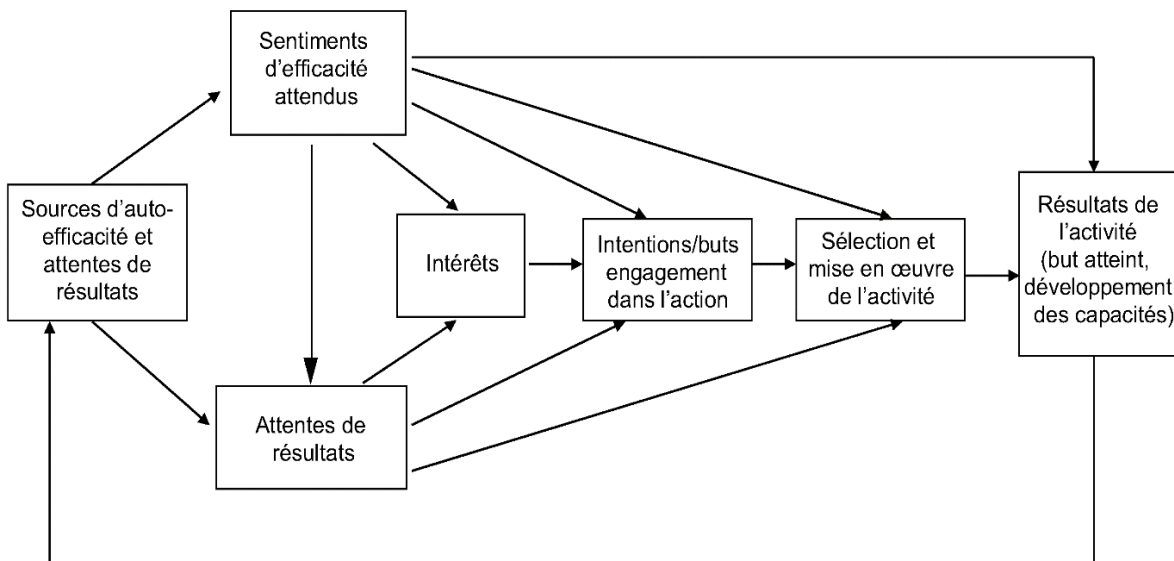 Sentiments
d’efficacité
attendus
Sources d’auto-
efficacité et
attentes de
résultats
Intérêts
Intentions/buts
engagement
dans l’action
Sélection et
mise en œuvre
de l’activité
Résultats de
l’activité
(but atteint,
développement
des capacités)
Attentes de
résultats